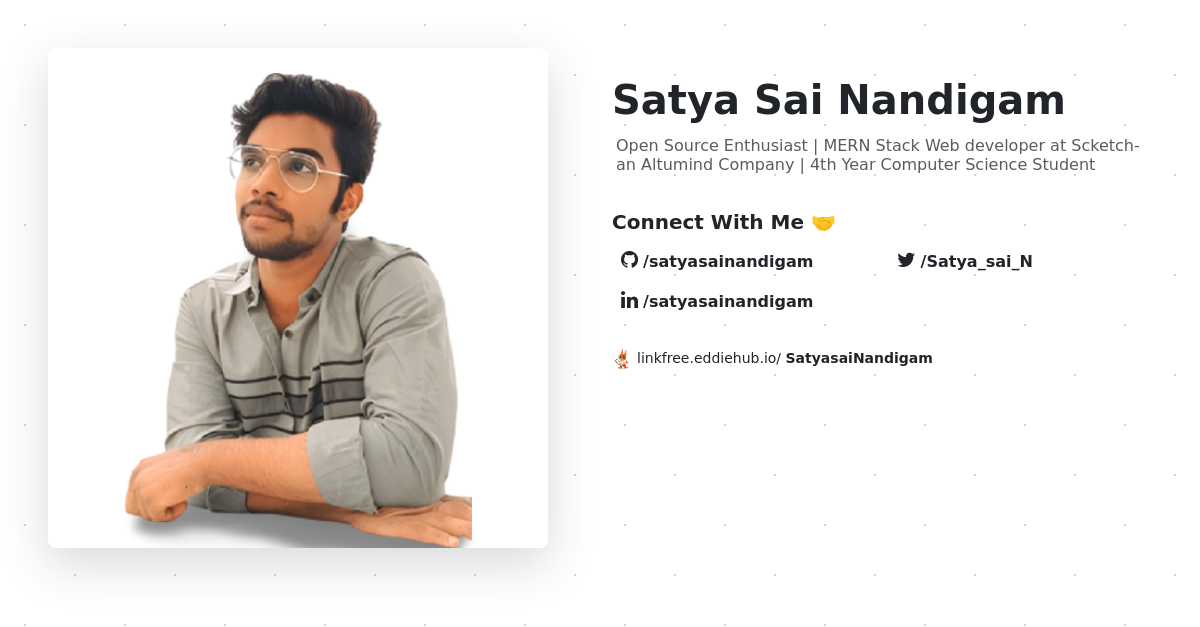 Satya Sai Nandigam
Open Source Enthusiast | MERN Stack Web developer at Scketch-
an Altumind Company | 4th Year Computer Science Student
Connect With Me 🤝
/satyasainandigam
/Satya_sai_N
/satyasainandigam
linkfree.eddiehub.io/ SatyasaiNandigam